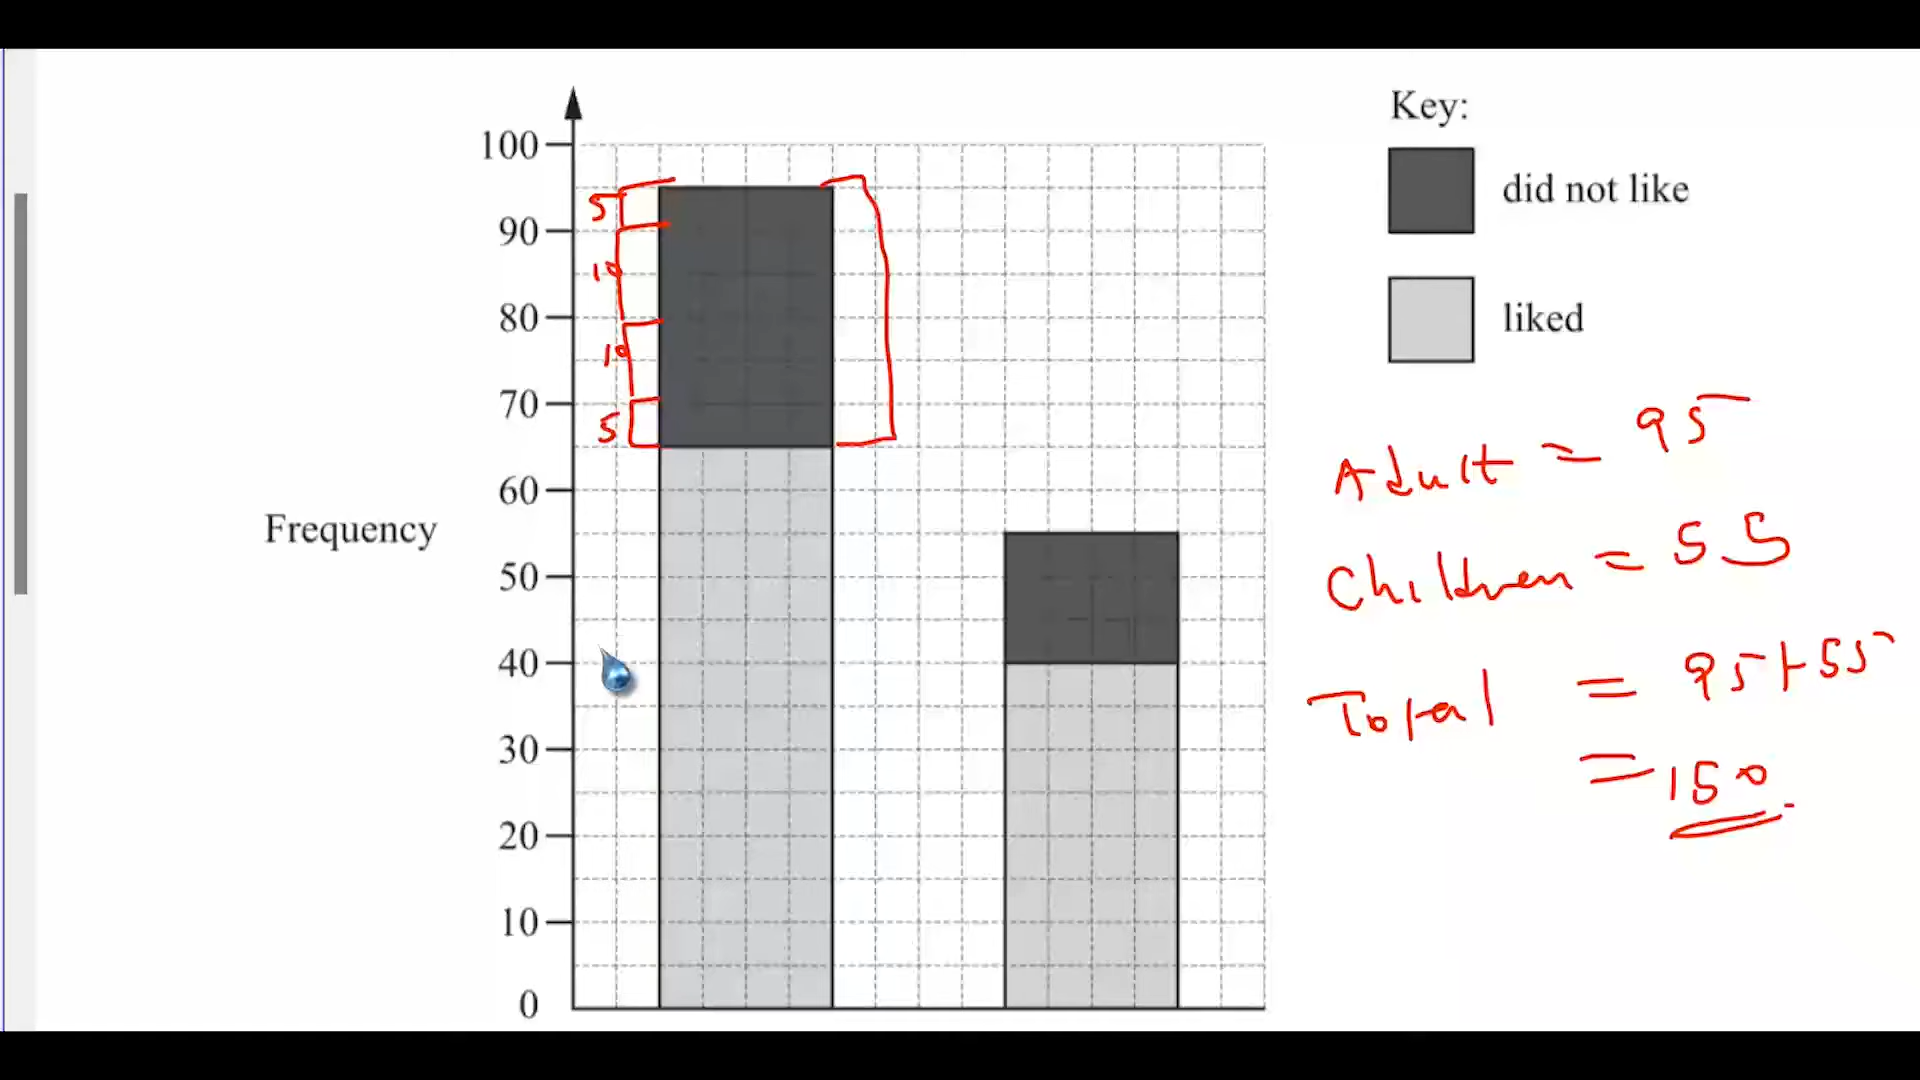 Key:
100
did not like
5
90
10
80
liked
10
70
5
Adult = 95
60
Frequency
Children = 55
50
40
Total = 95+55
30
= 150
20
10
0